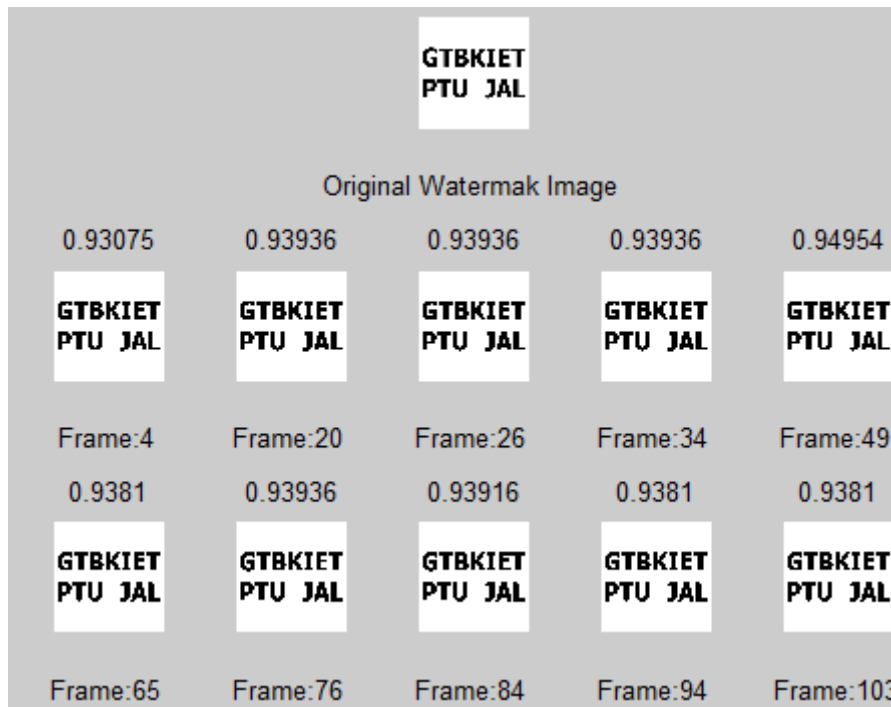 GTBKIET
PTU JAL
Original Watermak Image
0.93075 0.93936 0.93936 0.93936 0.94954
GTBKIET GTBKIET GTBKIET GTBKIET GTBKIET
PTU JAL PTU JAL PTU JAL PTU JAL PTU JAL
Frame:4 Frame:20 Frame:26 Frame:34 Frame:49
0.9381 0.93936 0.93916 0.9381 0.9381
GTBKIET GTBKIET GTBKIET GTBKIET GTBKIET
PTU JAL PTU JAL PTU JAL PTU JAL PTU JAL
Frame:65 Frame:76 Frame:84 Frame:94 Frame:103